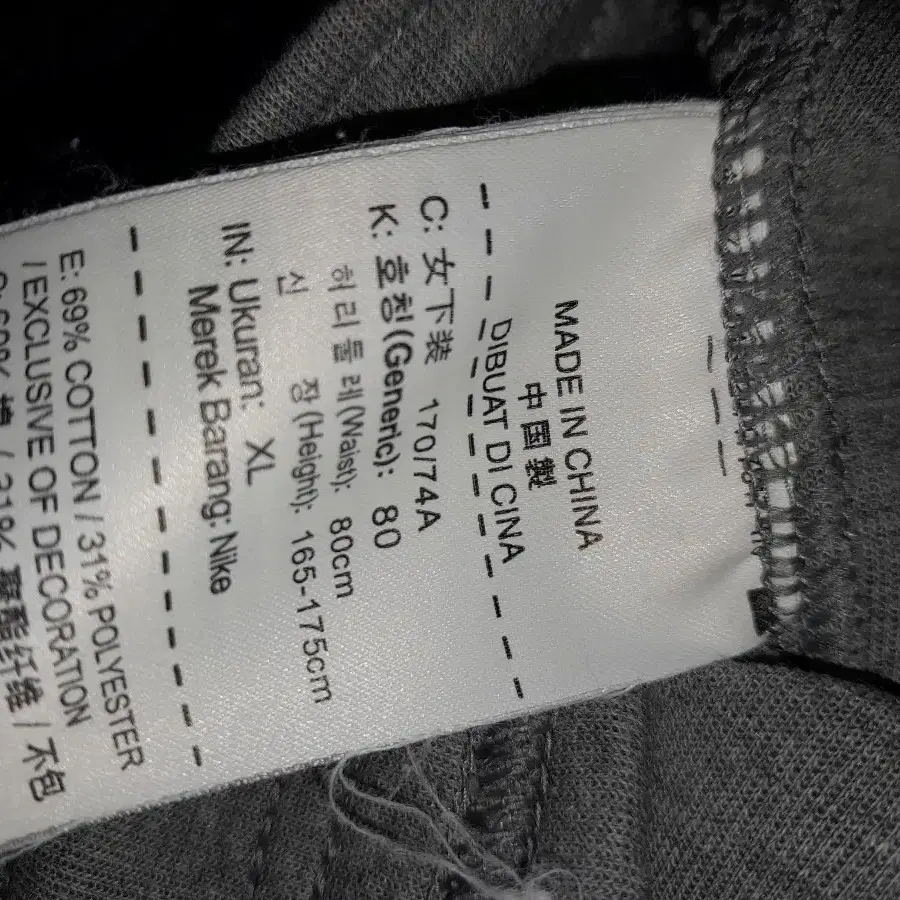 MADE IN CHINA
中国製
DIBUAT DI CINA
C: 女下装 170/74A
K: 호칭(Generic): 80
허리둘레(Waist): 80cm
신 장(Height): 165-175cm
IN: Ukuran: XL
Merek Barang: Nike
E: 69% COTTON / 31% POLYESTER
/ EXCLUSIVE OF DECORATION
C: 69% 棉 / 31% 聚酯纤维 / 不包